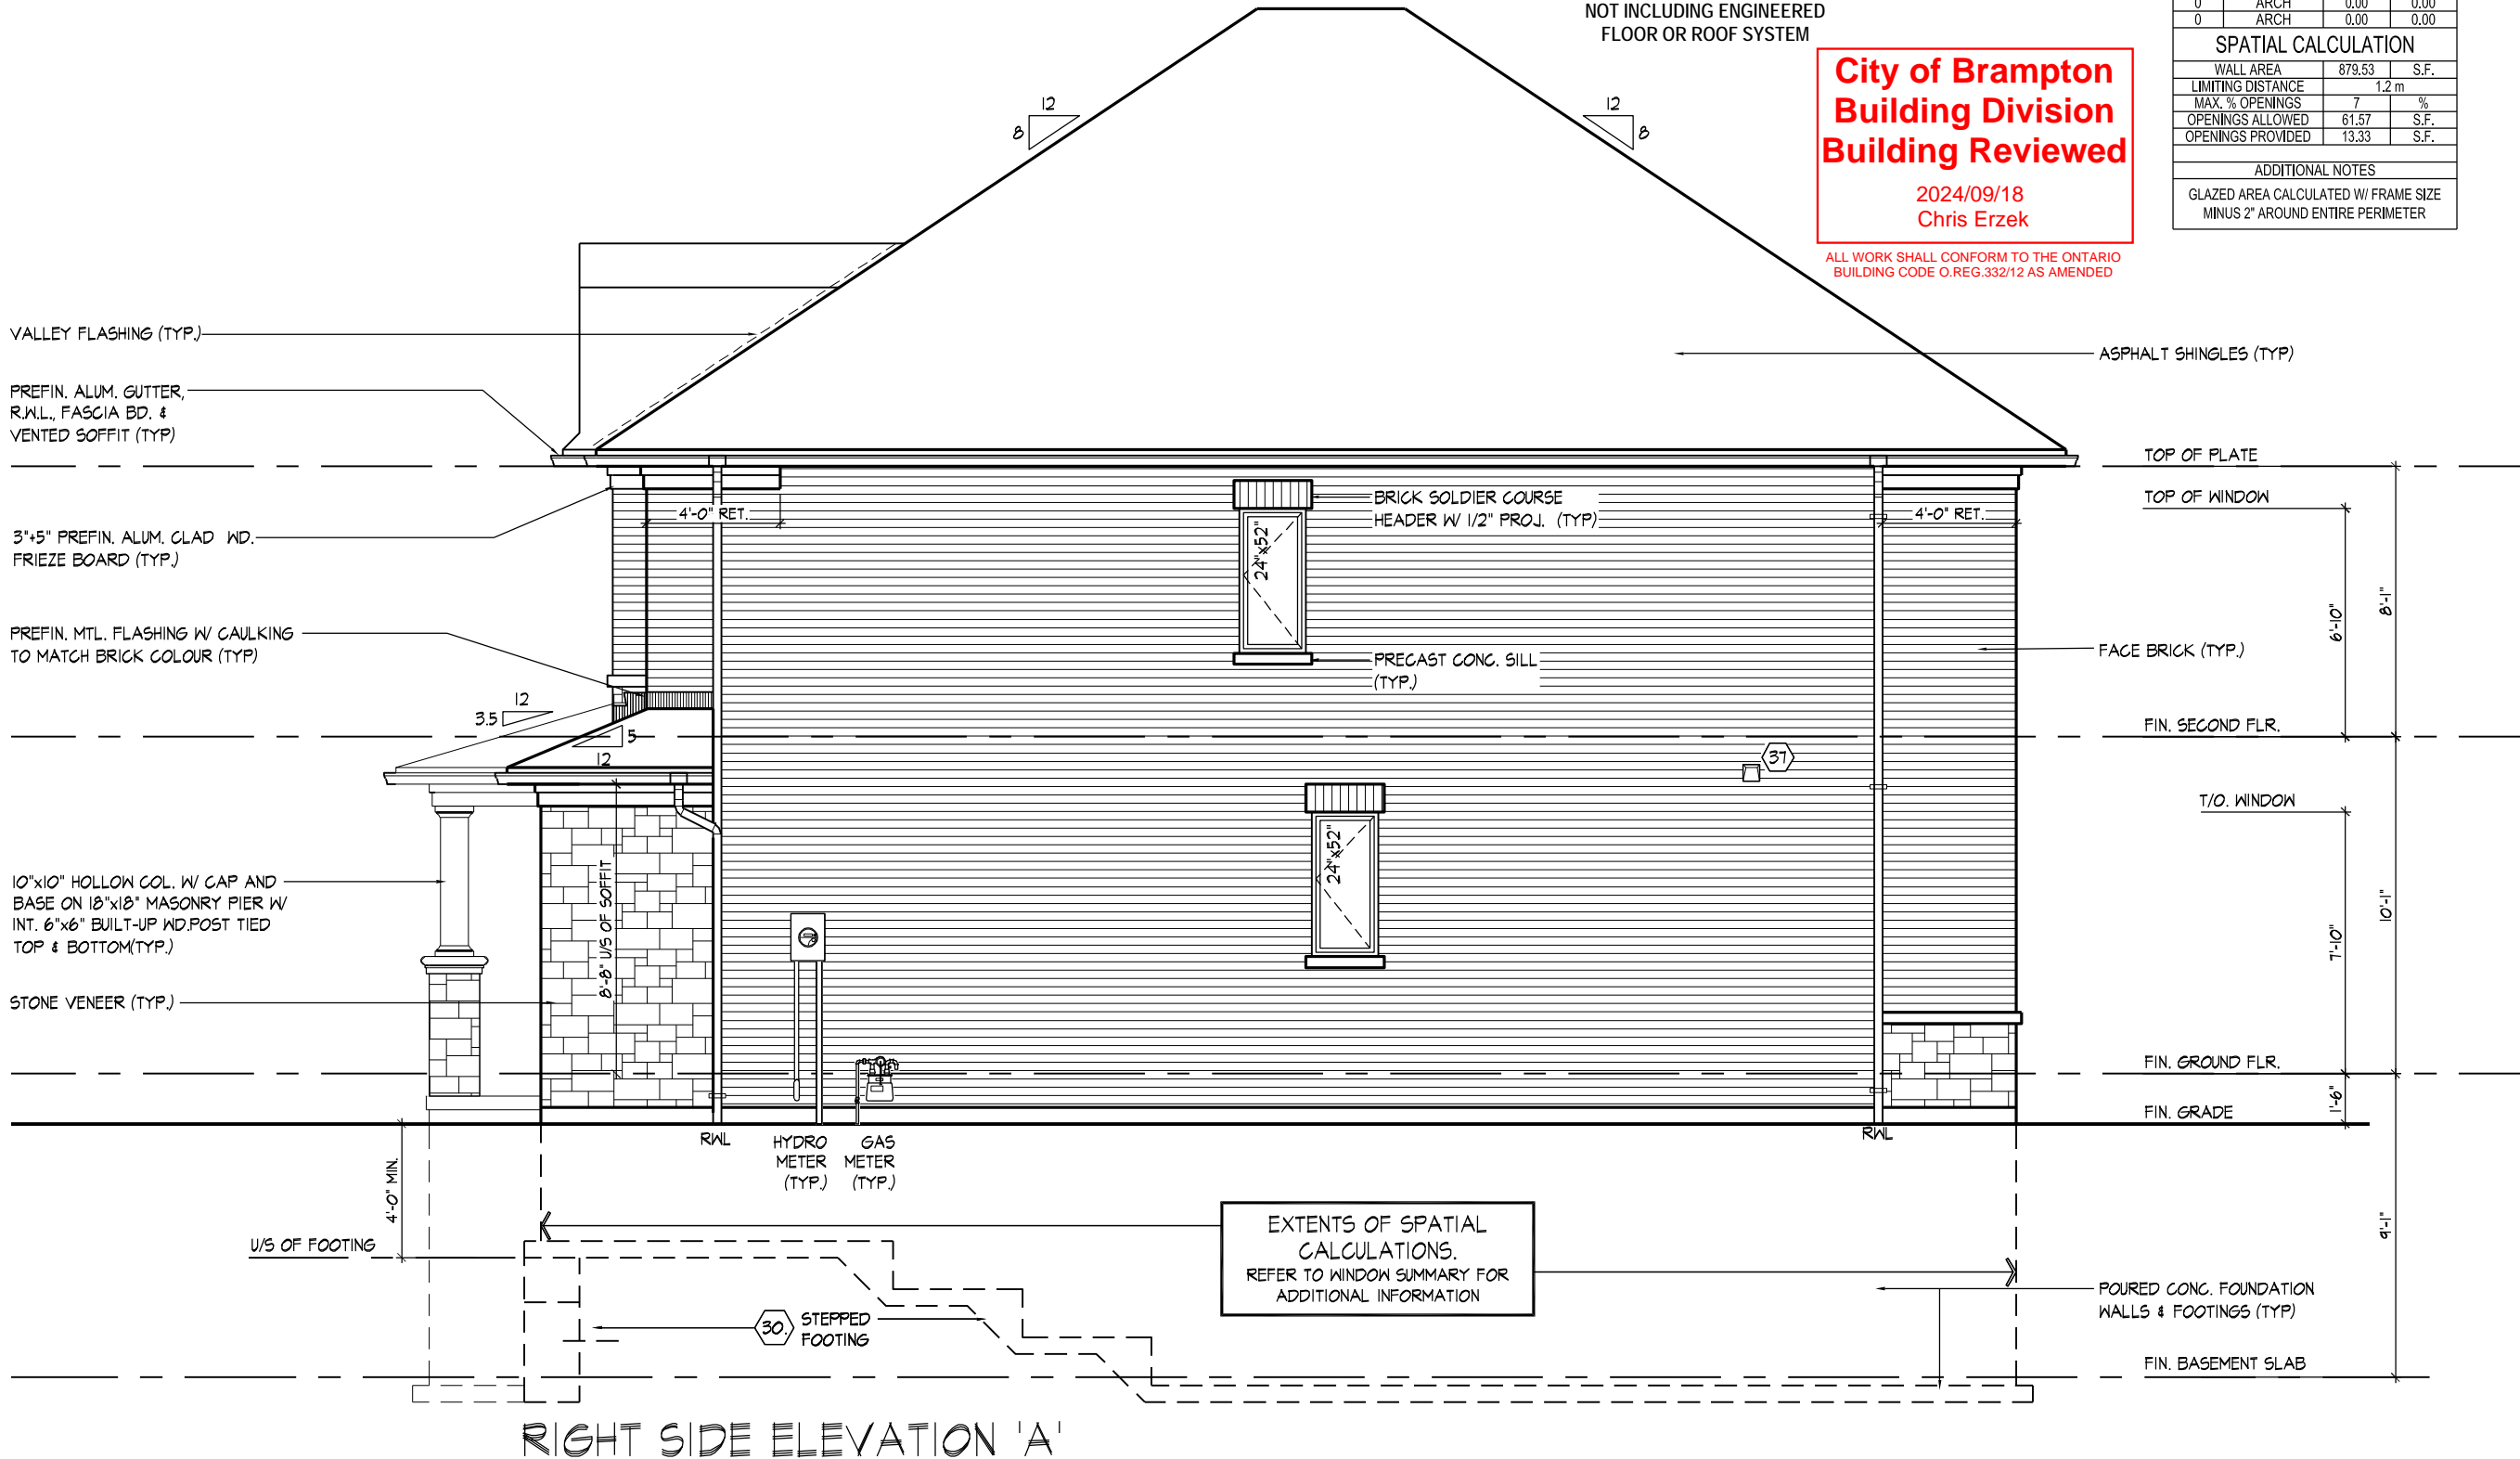 NOT INCLUDING ENGINEERED
FLOOR OR ROOF SYSTEM
0 ARCH 0.00 0.00
0 ARCH 0.00 0.00
SPATIAL CALCULATION
WALL AREA 879.53 S.F.
LIMITING DISTANCE 1.2 m
MAX. % OPENINGS 7 %
OPENINGS ALLOWED 61.57 S.F.
OPENINGS PROVIDED 13.33 S.F.
ADDITIONAL NOTES
GLAZED AREA CALCULATED W/ FRAME SIZE
MINUS 2" AROUND ENTIRE PERIMETER
City of Brampton
Building Division
Building Reviewed
2024/09/18
Chris Erzek
ALL WORK SHALL CONFORM TO THE ONTARIO
BUILDING CODE O.REG.332/12 AS AMENDED
12
8
12
8
VALLEY FLASHING (TYP.)
PREFIN. ALUM. GUTTER,
R.W.L., FASCIA BD. &
VENTED SOFFIT (TYP)
3"+5" PREFIN. ALUM. CLAD WD.
FRIEZE BOARD (TYP.)
PREFIN. MTL. FLASHING W/ CAULKING
TO MATCH BRICK COLOUR (TYP)
12
3.5
5
12
10"x10" HOLLOW COL. W/ CAP AND
BASE ON 18"x18" MASONRY PIER W/
INT. 6"x6" BUILT-UP WD.POST TIED
TOP & BOTTOM(TYP.)
STONE VENEER (TYP.)
4'-0" RET.
BRICK SOLDIER COURSE
HEADER W/ 1/2" PROJ. (TYP)
24"x52"
PRECAST CONC. SILL
(TYP.)
4'-0" RET.
37
24"x52"
8'-8" U/S OF SOFFIT
ASPHALT SHINGLES (TYP)
TOP OF PLATE
TOP OF WINDOW
6'-10"
8'-1"
FACE BRICK (TYP.)
FIN. SECOND FLR.
T/O. WINDOW
7'-10"
10'-1"
FIN. GROUND FLR.
1'-6"
FIN. GRADE
RWL
HYDRO
METER
(TYP.)
GAS
METER
(TYP.)
RWL
4'-0" MIN.
U/S OF FOOTING
EXTENTS OF SPATIAL
CALCULATIONS.
REFER TO WINDOW SUMMARY FOR
ADDITIONAL INFORMATION
9'-1"
30.
STEPPED
FOOTING
POURED CONC. FOUNDATION
WALLS & FOOTINGS (TYP)
FIN. BASEMENT SLAB
RIGHT SIDE ELEVATION 'A'